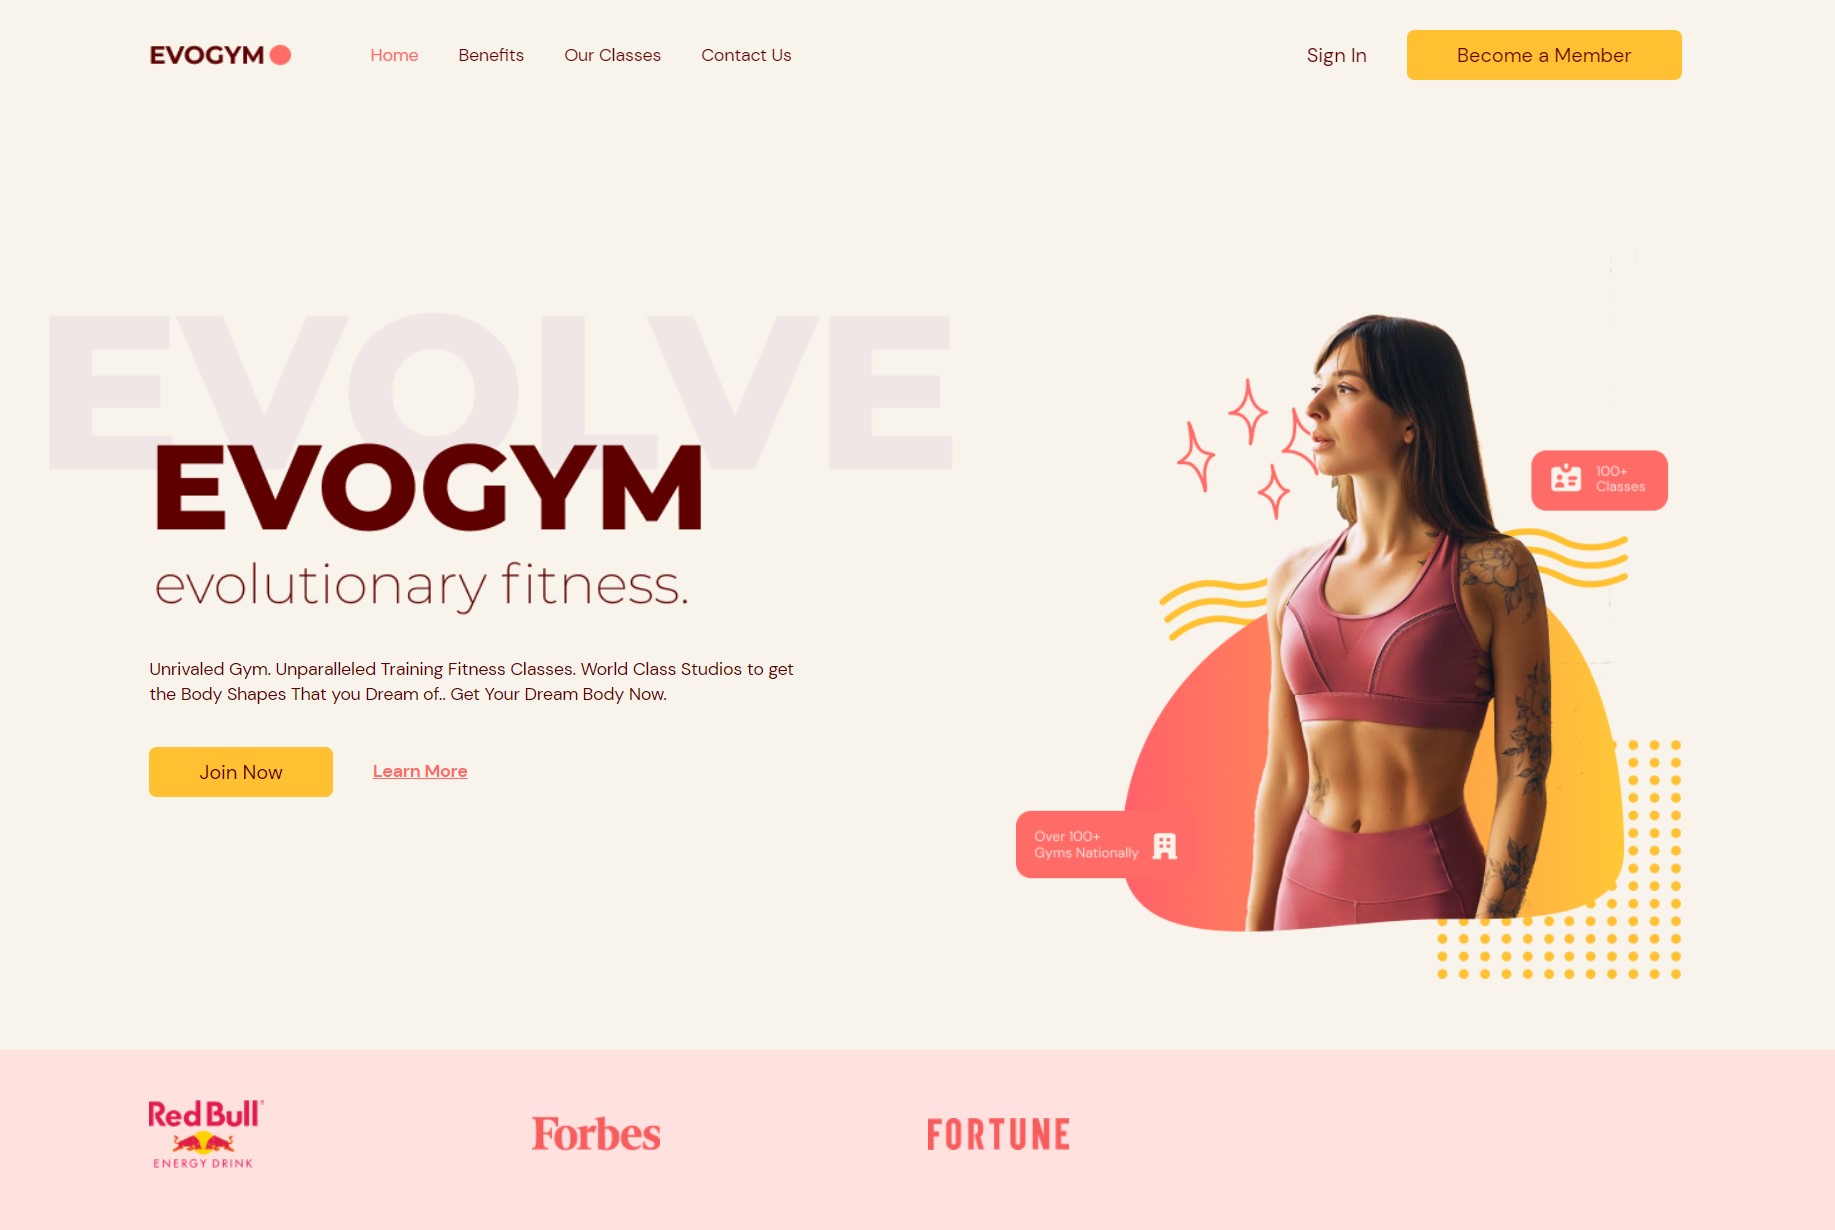 EVOGYM
Home
Benefits
Our Classes
Contact Us
Sign In
Become a Member
EVOLVE
EVOGYM
evolutionary fitness.
Unrivaled Gym. Unparalleled Training Fitness Classes. World Class Studios to get
the Body Shapes That you Dream of.. Get Your Dream Body Now.
Join Now
Learn More
100+
Classes
Over 100+
Gyms Nationally
Red Bull
ENERGY DRINK
Forbes
FORTUNE